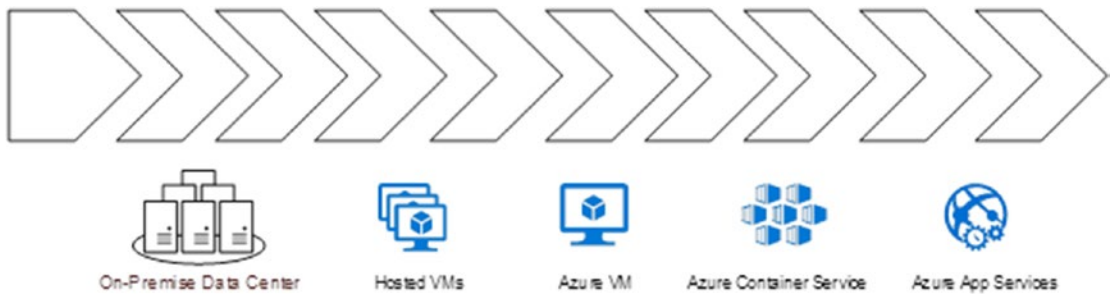 On-Premise Data Center
Hosted VMs
Azure VM
Azure Container Service
Azure App Services